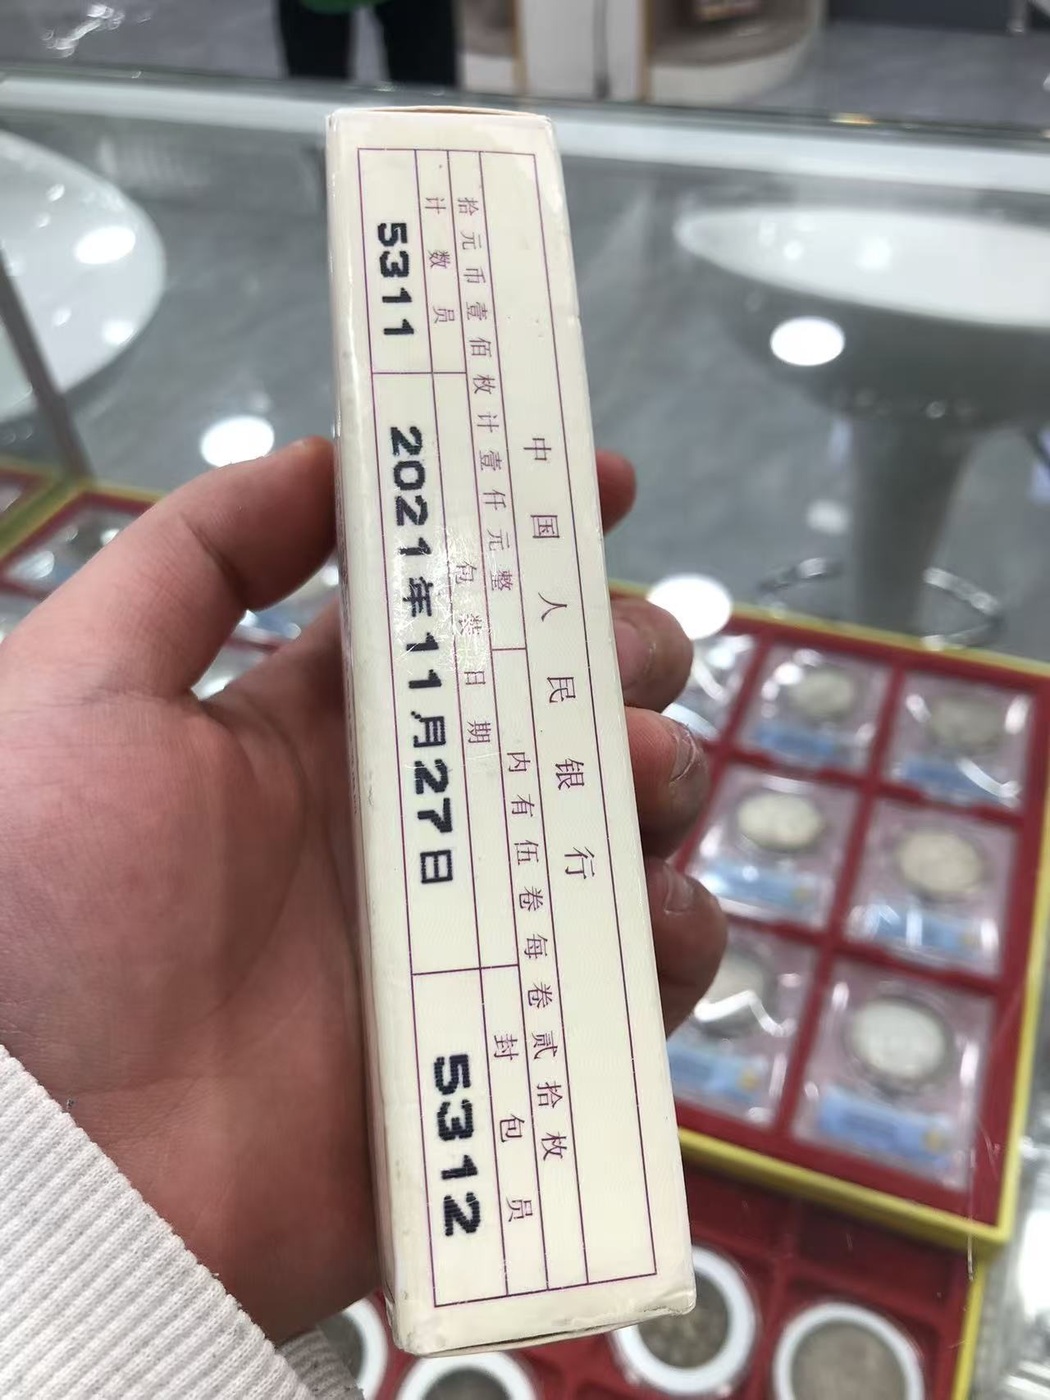 中国人民银行
拾元币壹佰枚计壹仟元整
内有伍卷每卷贰拾枚
计数员
包装日期
封包员
5311
2021年11月27日
5312